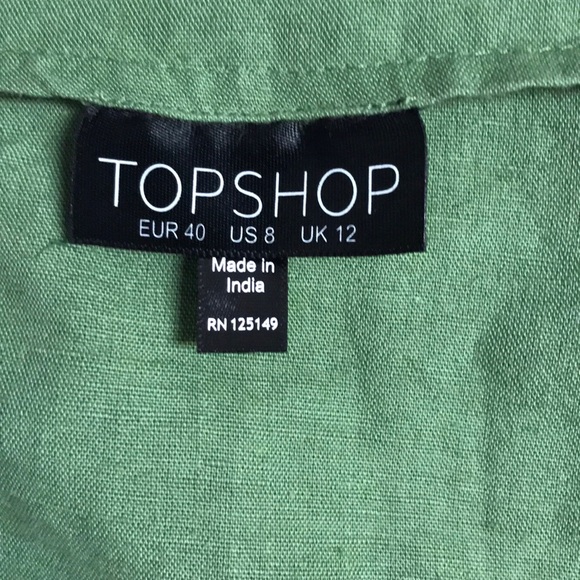 TOPSHOP
EUR 40 US 8 UK 12
Made in
India
RN 125149